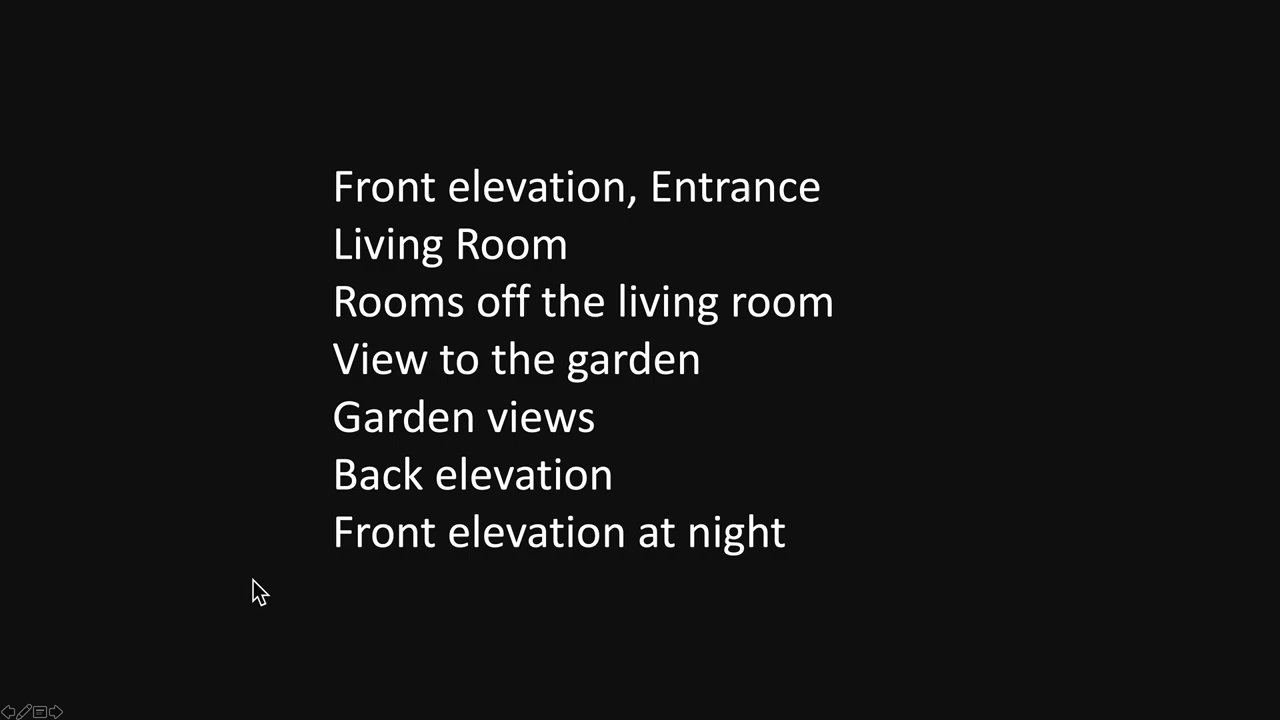 Front elevation, Entrance
Living Room
Rooms off the living room
View to the garden
Garden views
Back elevation
Front elevation at night